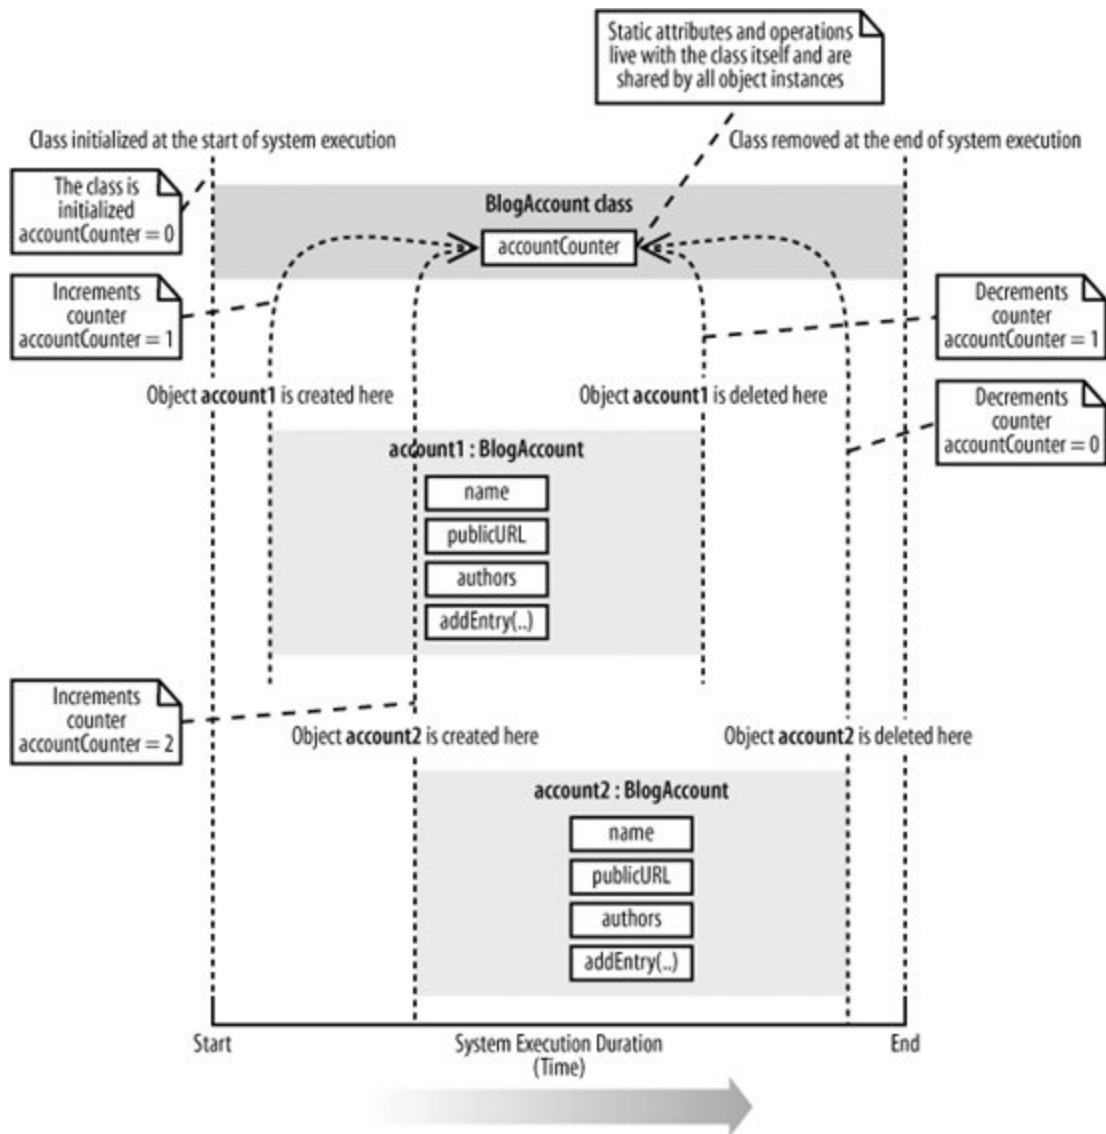 Static attributes and operations
live with the class itself and are
shared by all object instances
Class initialized at the start of system execution
Class removed at the end of system execution
The class is
initialized
accountCounter = 0
BlogAccount class
accountCounter
Increments
counter
accountCounter = 1
Decrements
counter
accountCounter = 1
Object account1 is created here
Object account1 is deleted here
Decrements
counter
accountCounter = 0
account1 : BlogAccount
name
publicURL
authors
addEntry(..)
Increments
counter
accountCounter = 2
Object account2 is created here
Object account2 is deleted here
account2 : BlogAccount
name
publicURL
authors
addEntry(..)
Start
System Execution Duration
(Time)
End